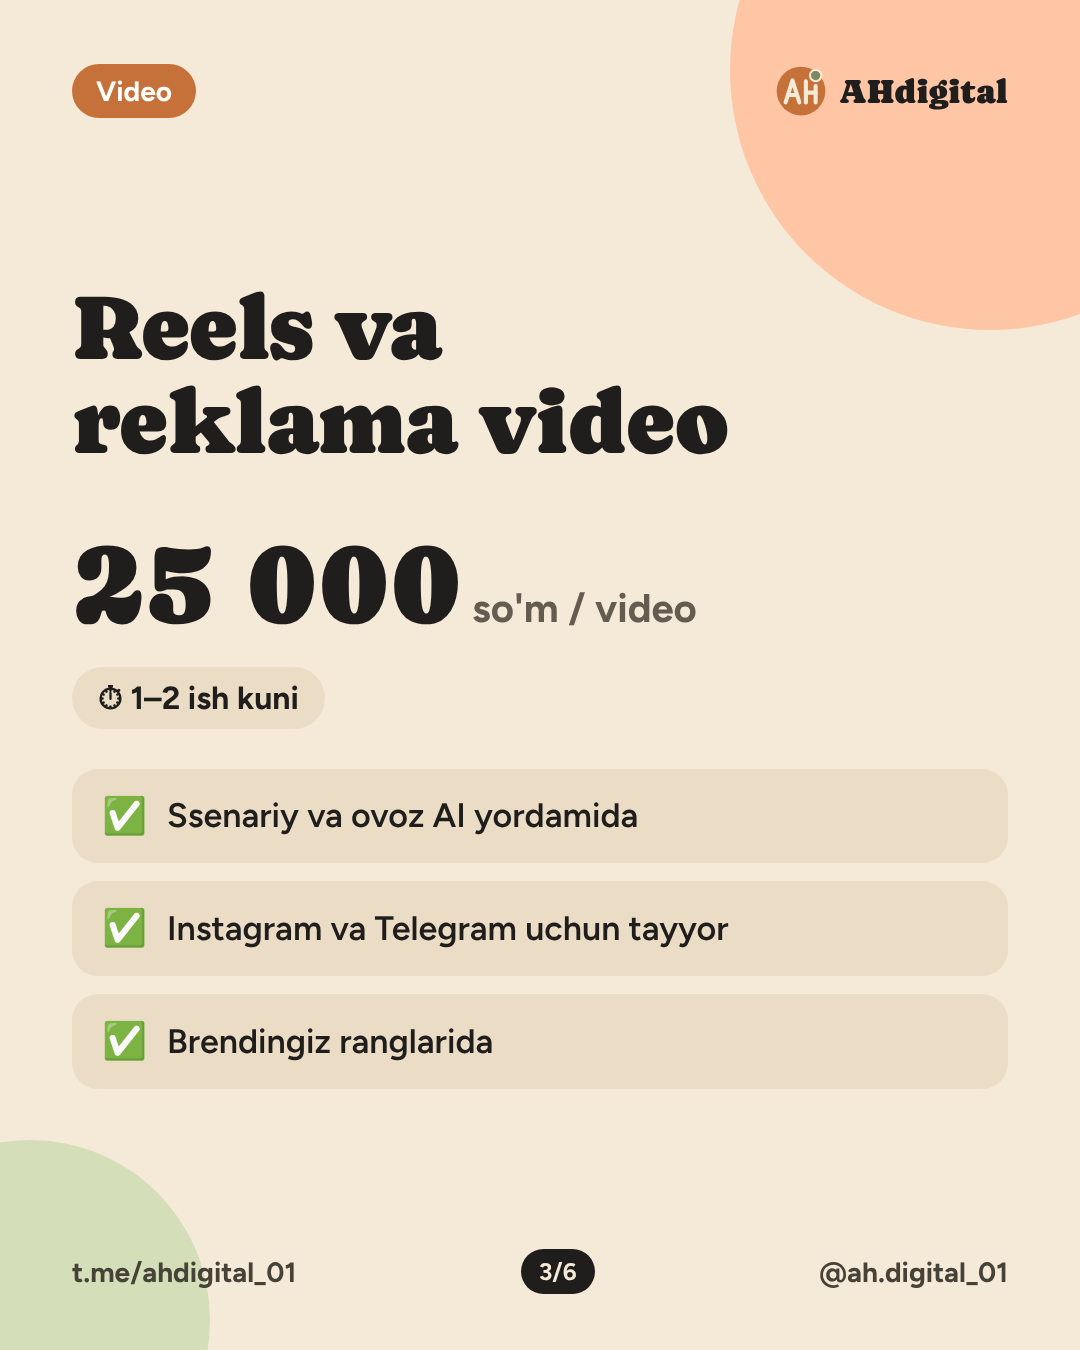 Video
AH AHdigital
Reels va
reklama video
25 000 so'm / video
⏱ 1–2 ish kuni
✅ Ssenariy va ovoz AI yordamida
✅ Instagram va Telegram uchun tayyor
✅ Brendingiz ranglarida
t.me/ahdigital_01
3/6
@ah.digital_01